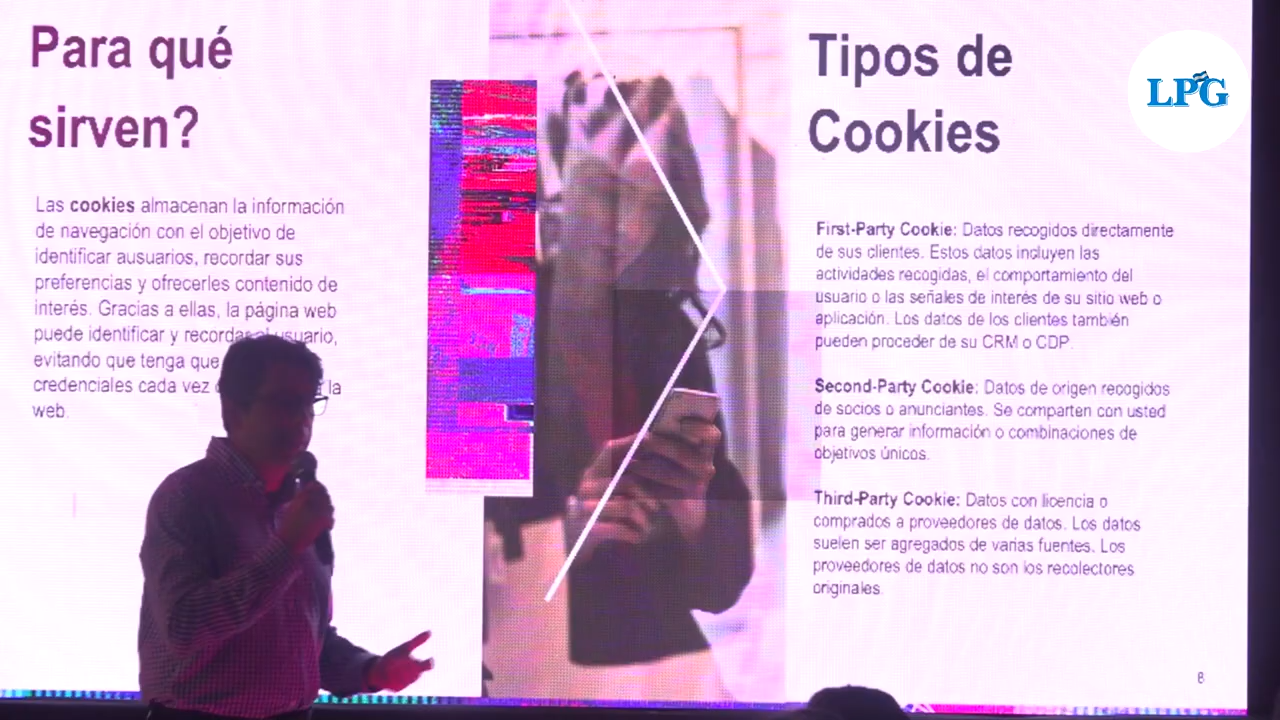 Para qué
sirven?
Las cookies almacenan la información
de navegación con el objetivo de
identificar ausuarios, recordar sus
preferencias y ofrecerles contenido de
interés. Gracias a ellas, la página web
puede identificar y recordar al usuario,
evitando que tenga que
credenciales cada vez la
web.
Tipos de
Cookies
First-Party Cookie: Datos recogidos directamente
de sus clientes. Estos datos incluyen las
actividades recogidas, el comportamiento del
usuario o las señales de interés de su sitio web o
aplicación. Los datos de los clientes también
pueden proceder de su CRM o CDP.
Second-Party Cookie: Datos de origen recogidos
de socios o anunciantes. Se comparten con usted
para generar información o combinaciones de
objetivos únicos.
Third-Party Cookie: Datos con licencia o
comprados a proveedores de datos. Los datos
suelen ser agregados de varias fuentes. Los
proveedores de datos no son los recolectores
originales.
8
LPG